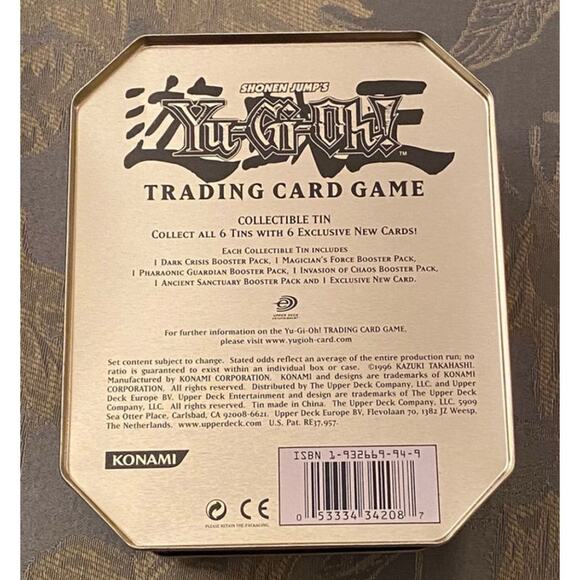 SHONEN JUMP'S
遊戯王
Yu-Gi-Oh!
TM
TRADING CARD GAME
COLLECTIBLE TIN
COLLECT ALL 6 TINS WITH 6 EXCLUSIVE NEW CARDS!
EACH COLLECTIBLE TIN INCLUDES
1 DARK CRISIS BOOSTER PACK, 1 MAGICIAN'S FORCE BOOSTER PACK,
1 PHARAONIC GUARDIAN BOOSTER PACK, 1 INVASION OF CHAOS BOOSTER PACK,
1 ANCIENT SANCTUARY BOOSTER PACK AND 1 EXCLUSIVE NEW CARD.
UPPER DECK
ENTERTAINMENT
For further information on the Yu-Gi-Oh! TRADING CARD GAME,
please visit www.yugioh-card.com
Set content subject to change. Stated odds reflect an average of the entire production run; no
ratio is guaranteed to exist within an individual box or case. ©1996 KAZUKI TAKAHASHI.
Manufactured by KONAMI CORPORATION. KONAMI and designs are trademarks of KONAMI
CORPORATION. All rights reserved. Distributed by The Upper Deck Company, LLC. and Upper
Deck Europe BV. Upper Deck Entertainment and design are trademarks of The Upper Deck
Company, LLC. All rights reserved. Tin made in China. The Upper Deck Company, LLC. 5909
Sea Otter Place, Carlsbad, CA 92008-6621. Upper Deck Europe BV, Flevolaan 70, 1382 JZ Weesp,
The Netherlands. www.upperdeck.com U.S. Pat. RE37,957.
KONAMI
ISBN 1-932669-94-9
0 53334 34208 7
CE
PLEASE RETAIN THE PACKAGING.